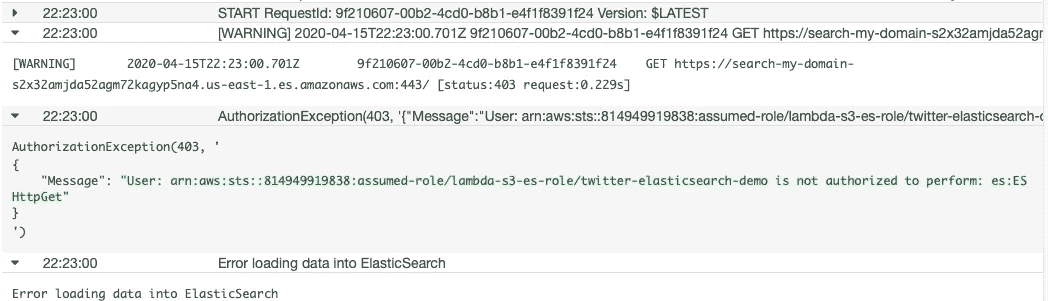 22:23:00 START RequestId: 9f210607-00b2-4cd0-b8b1-e4f1f8391f24 Version: $LATEST
22:23:00 [WARNING] 2020-04-15T22:23:00.701Z 9f210607-00b2-4cd0-b8b1-e4f1f8391f24 GET https://search-my-domain-s2x32amjda52agr
[WARNING] 2020-04-15T22:23:00.701Z 9f210607-00b2-4cd0-b8b1-e4f1f8391f24 GET https://search-my-domain-
s2x32amjda52agm72kagyp5na4.us-east-1.es.amazonaws.com:443/ [status:403 request:0.229s]
22:23:00 AuthorizationException(403, '{"Message":"User: arn:aws:sts::814949919838:assumed-role/lambda-s3-es-role/twitter-elasticsearch-c
AuthorizationException(403, '
{
"Message": "User: arn:aws:sts::814949919838:assumed-role/lambda-s3-es-role/twitter-elasticsearch-demo is not authorized to perform: es:ES
HttpGet"
}
')
22:23:00 Error loading data into ElasticSearch
Error loading data into ElasticSearch